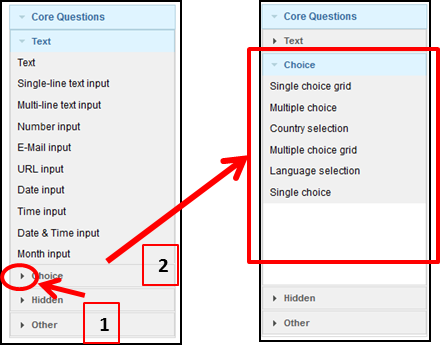 Core Questions
Text
Text
Single-line text input
Multi-line text input
Number input
E-Mail input
URL input
Date input
Time input
Date & Time input
Month input
Choice
Hidden
Other
1
2
Core Questions
Text
Choice
Single choice grid
Multiple choice
Country selection
Multiple choice grid
Language selection
Single choice
Hidden
Other